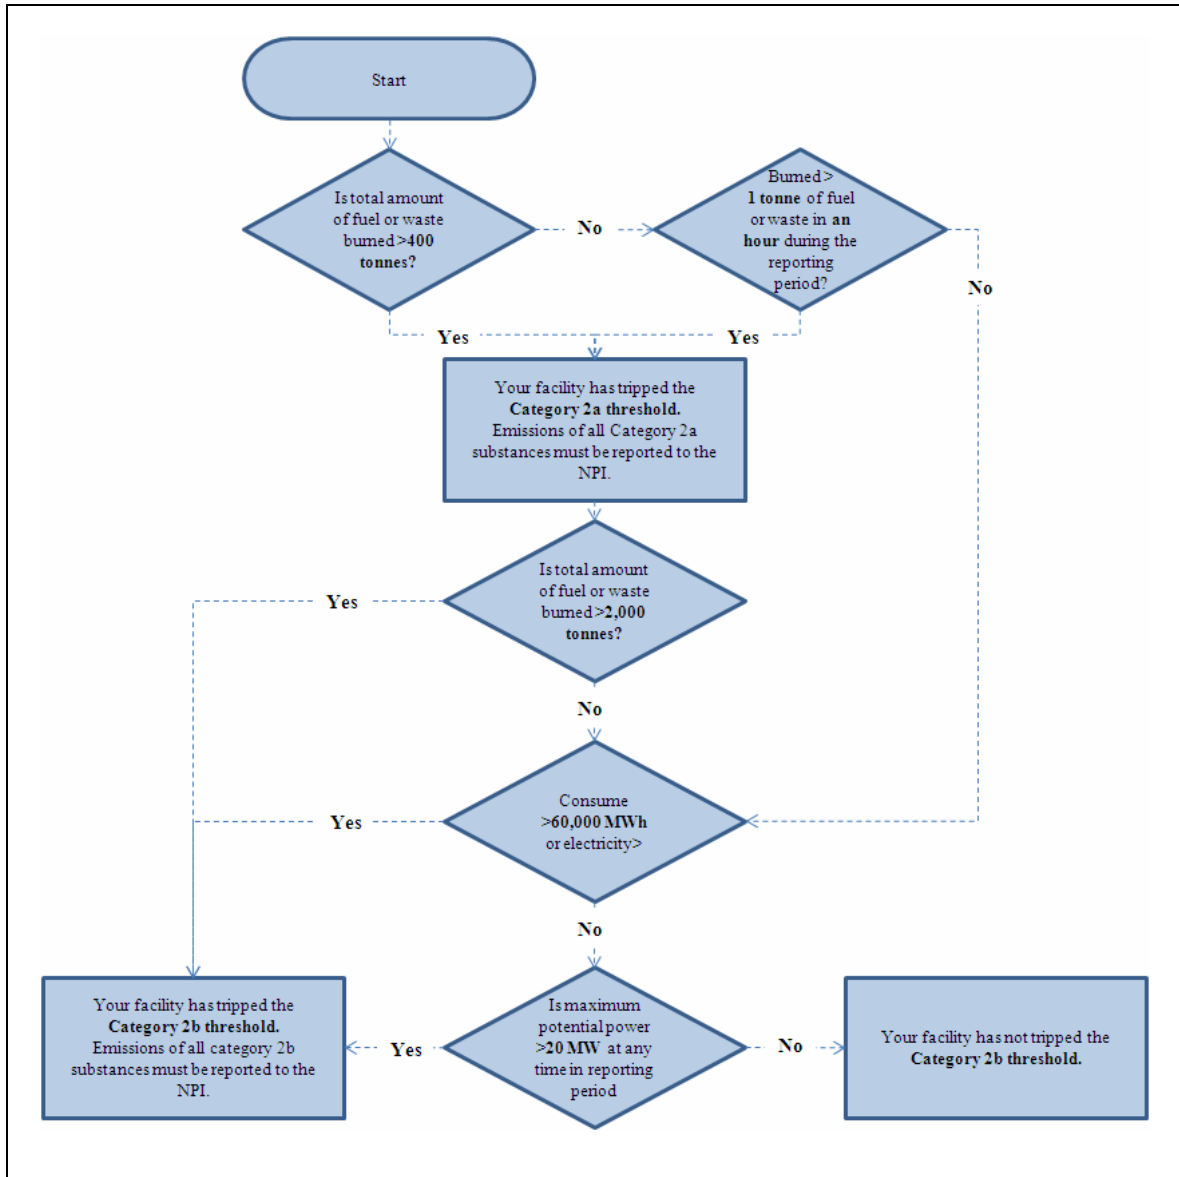 Start
Is total amount
of fuel or waste
burned >400
tonnes?
No
Burned >
1 tonne of fuel
or waste in an
hour during the
reporting
period?
No
Yes
Yes
Your facility has tripped the
Category 2a threshold.
Emissions of all Category 2a
substances must be reported to the
NPI.
Is total amount
of fuel or waste
burned >2,000
tonnes?
Yes
No
Consume
>60,000 MWh
or electricity>
Yes
No
Your facility has tripped the
Category 2b threshold.
Emissions of all category 2b
substances must be reported to the
NPI.
Yes
Is maximum
potential power
>20 MW at any
time in reporting
period
No
Your facility has not tripped the
Category 2b threshold.